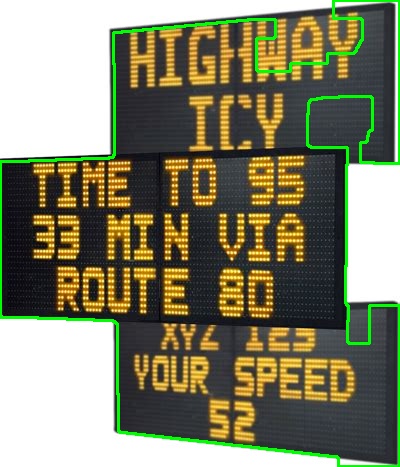 HIGHWAY
ICY
TIME TO 95
33 MIN VIA
ROUTE 80
XYZ 123
YOUR SPEED
52